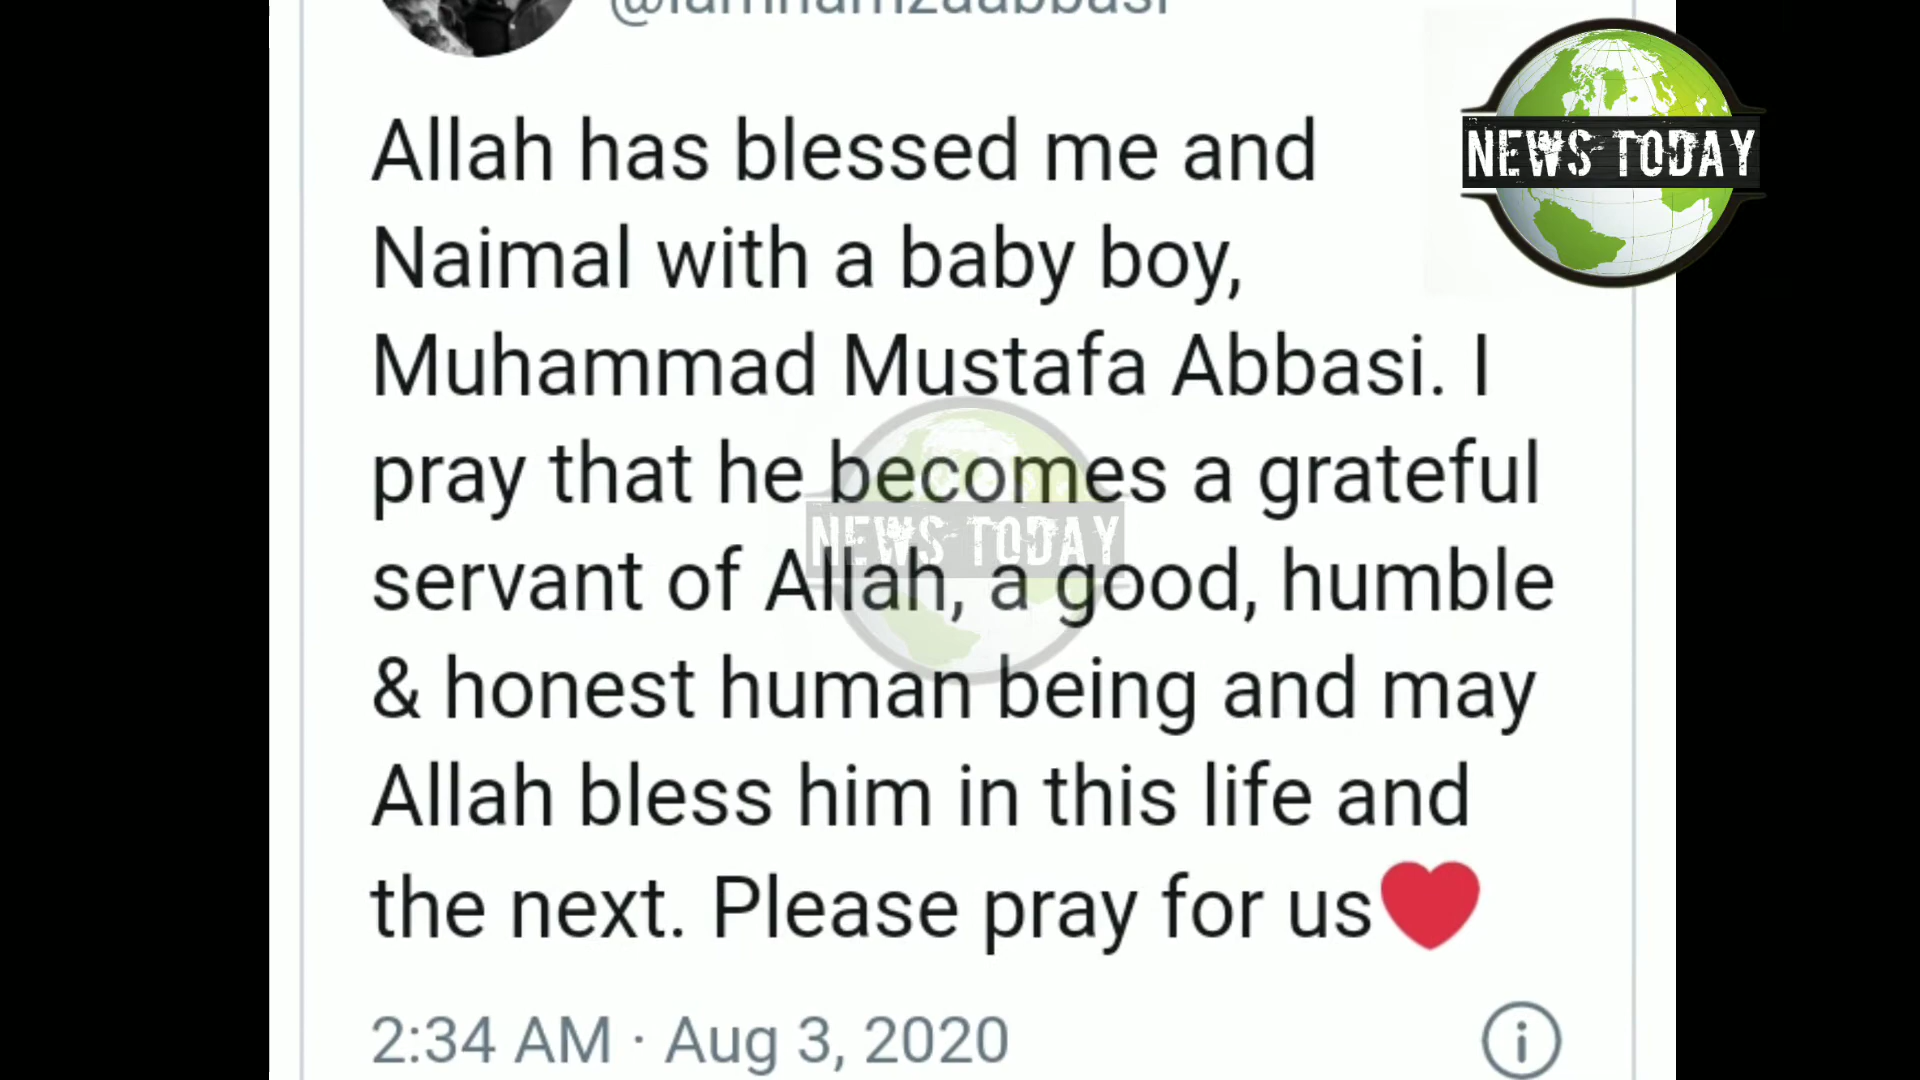 @iamhamzaabbasi
Allah has blessed me and
Naimal with a baby boy,
Muhammad Mustafa Abbasi. I
pray that he becomes a grateful
servant of Allah, a good, humble
& honest human being and may
Allah bless him in this life and
the next. Please pray for us❤
2:34 AM · Aug 3, 2020
NEWS TODAY
NEWS TODAY